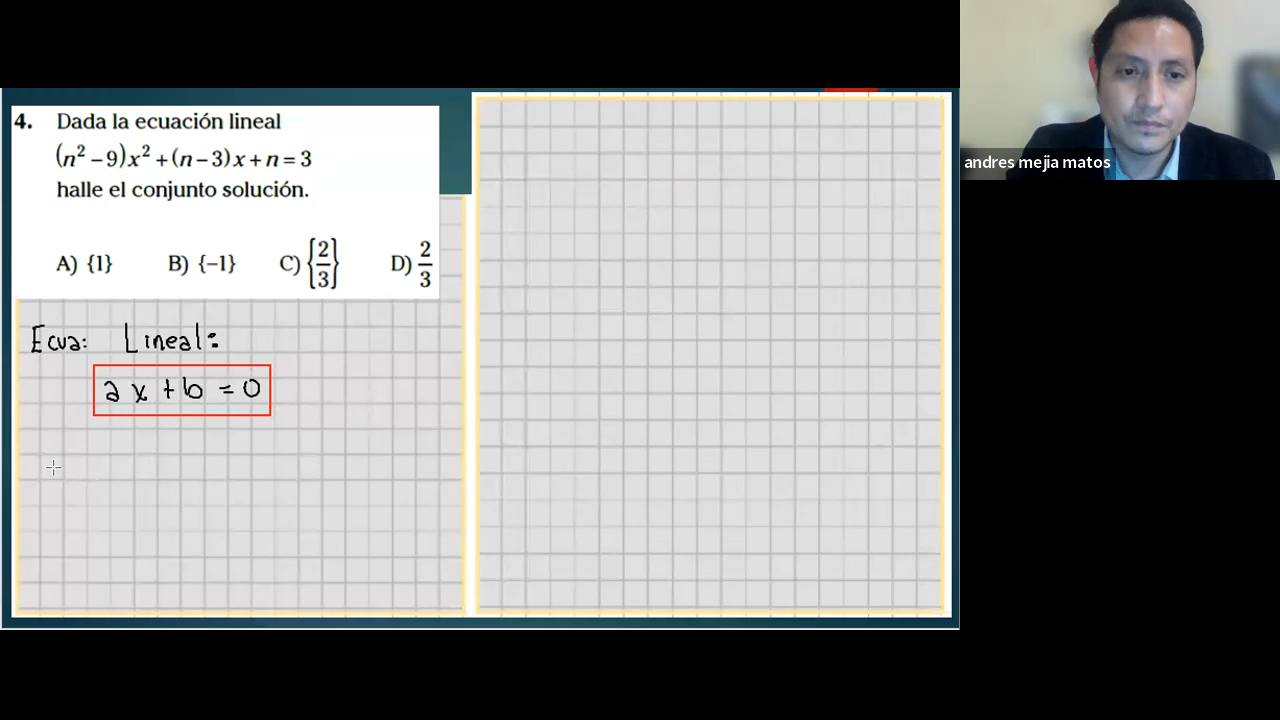 4. Dada la ecuación lineal
(n² − 9)x² + (n − 3)x + n = 3
halle el conjunto solución.
A) {1} B) {−1} C) {2/3} D) 2/3
Ecua: Lineal:
ax + b = 0
andres mejia matos